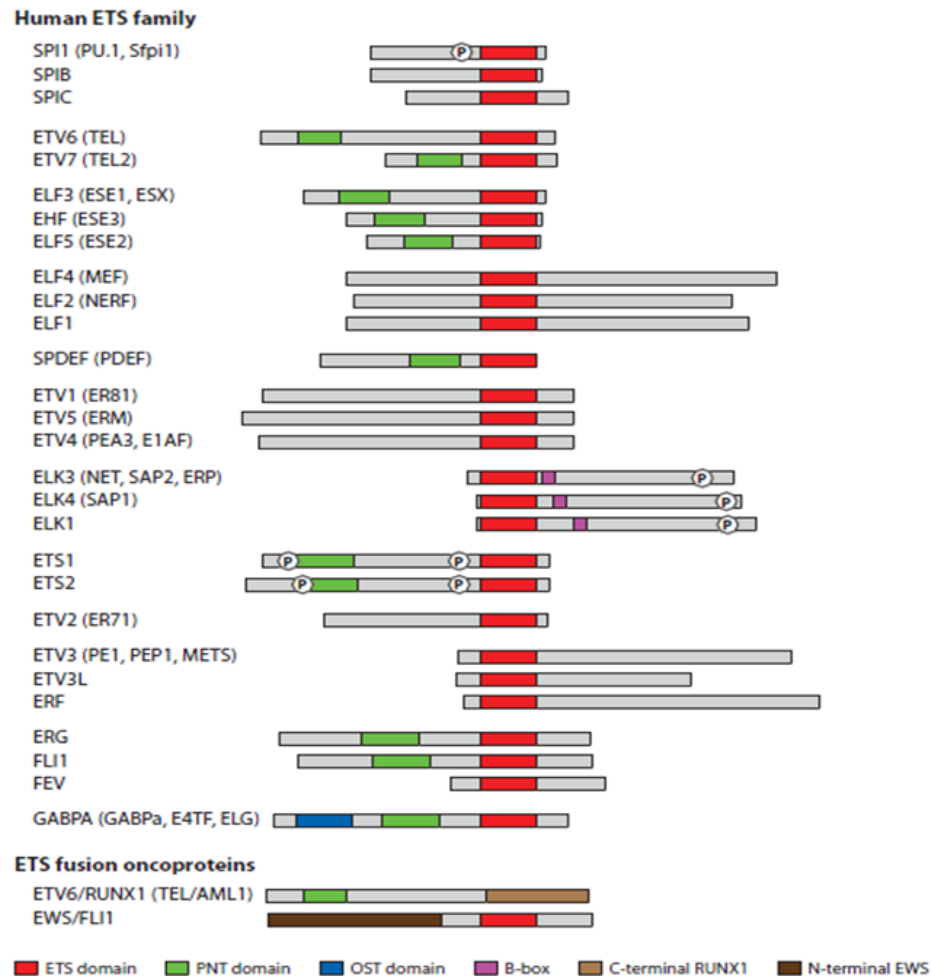 Human ETS family
SPI1 (PU.1, Sfpi1)
P
SPIB
SPIC
ETV6 (TEL)
ETV7 (TEL2)
ELF3 (ESE1, ESX)
EHF (ESE3)
ELF5 (ESE2)
ELF4 (MEF)
ELF2 (NERF)
ELF1
SPDEF (PDEF)
ETV1 (ER81)
ETV5 (ERM)
ETV4 (PEA3, E1AF)
ELK3 (NET, SAP2, ERP)
P
ELK4 (SAP1)
P
ELK1
P
ETS1
P P
ETS2
P P
ETV2 (ER71)
ETV3 (PE1, PEP1, METS)
ETV3L
ERF
ERG
FLI1
FEV
GABPA (GABPa, E4TF, ELG)
ETS fusion oncoproteins
ETV6/RUNX1 (TEL/AML1)
EWS/FLI1
ETS domain PNT domain OST domain B-box C-terminal RUNX1 N-terminal EWS